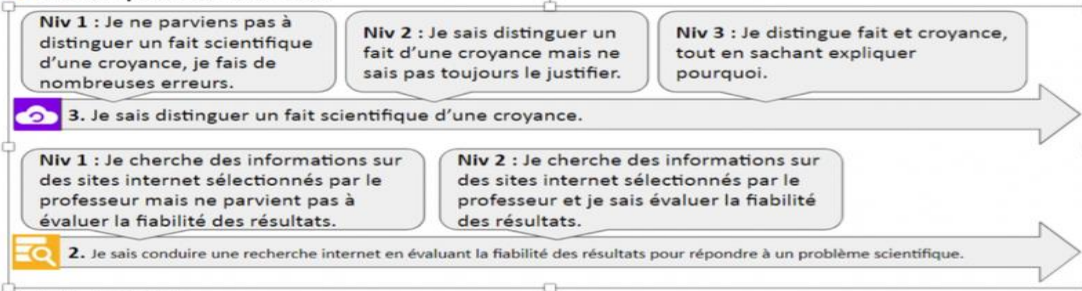 Niv 1 : Je ne parviens pas à
distinguer un fait scientifique
d'une croyance, je fais de
nombreuses erreurs.
Niv 2 : Je sais distinguer un
fait d'une croyance mais ne
sais pas toujours le justifier.
Niv 3 : Je distingue fait et croyance,
tout en sachant expliquer
pourquoi.
3. Je sais distinguer un fait scientifique d'une croyance.
Niv 1 : Je cherche des informations sur
des sites internet sélectionnés par le
professeur mais ne parvient pas à
évaluer la fiabilité des résultats.
Niv 2 : Je cherche des informations sur
des sites internet sélectionnés par le
professeur et je sais évaluer la fiabilité
des résultats.
2. Je sais conduire une recherche internet en évaluant la fiabilité des résultats pour répondre à un problème scientifique.